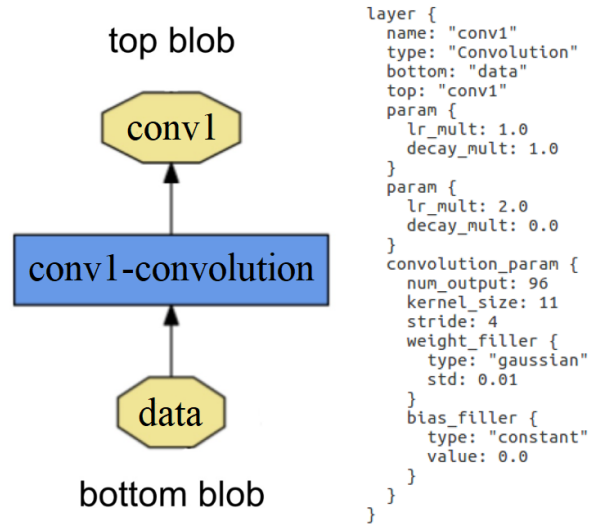 top blob
conv1
conv1-convolution
data
bottom blob
layer {
  name: "conv1"
  type: "Convolution"
  bottom: "data"
  top: "conv1"
  param {
    lr_mult: 1.0
    decay_mult: 1.0
  }
  param {
    lr_mult: 2.0
    decay_mult: 0.0
  }
  convolution_param {
    num_output: 96
    kernel_size: 11
    stride: 4
    weight_filler {
      type: "gaussian"
      std: 0.01
    }
    bias_filler {
      type: "constant"
      value: 0.0
    }
  }
}